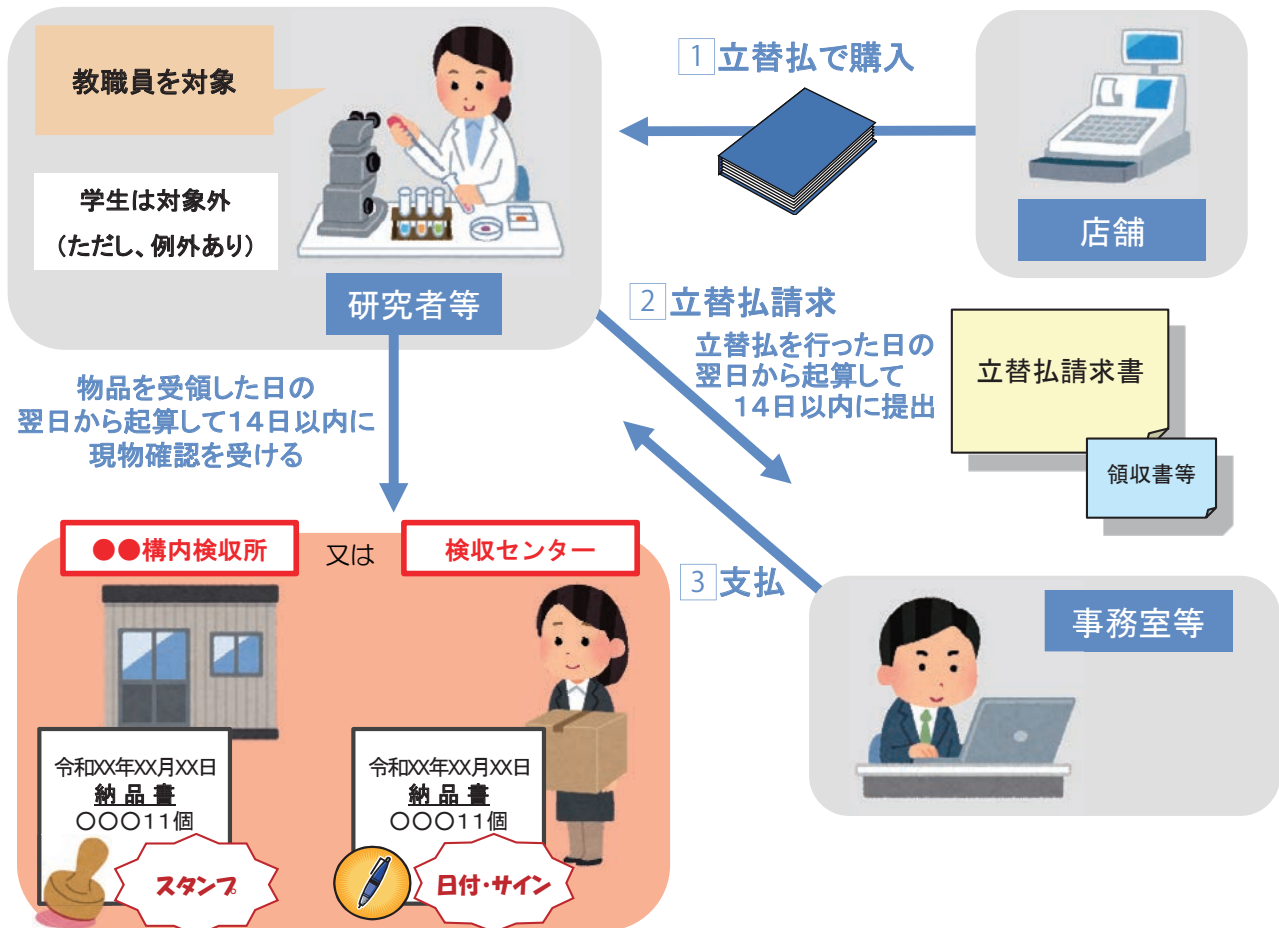 教職員を対象
学生は対象外
(ただし、例外あり)
研究者等
1 立替払で購入
店舗
2 立替払請求
立替払を行った日の
翌日から起算して
14日以内に提出
立替払請求書
領収書等
物品を受領した日の
翌日から起算して14日以内に
現物確認を受ける
3 支払
事務室等
●●構内検収所
又は
検収センター
令和XX年XX月XX日
納品書
〇〇〇11個
スタンプ
令和XX年XX月XX日
納品書
〇〇〇11個
日付・サイン